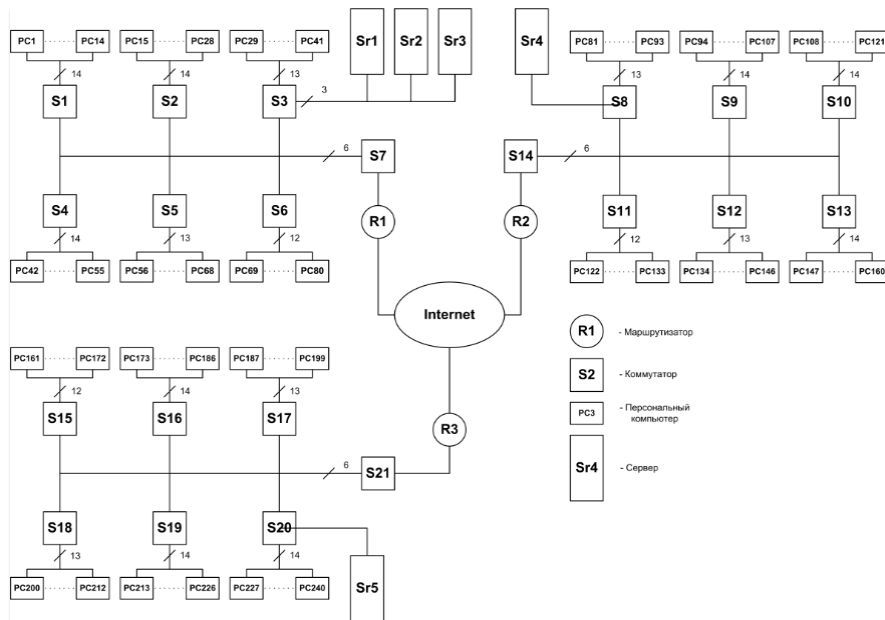 PC1 PC14 PC15 PC28 PC29 PC41 Sr1 Sr2 Sr3 Sr4 PC81 PC93 PC94 PC107 PC108 PC121
14 14 13 3 13 14 14
S1 S2 S3 S8 S9 S10
6 S7 S14 6
S4 S5 S6 R1 R2 S11 S12 S13
14 13 12 12 13 14
PC42 PC55 PC56 PC68 PC69 PC80 PC122 PC133 PC134 PC146 PC147 PC160
Internet
R1 - Маршрутизатор
S2 - Коммутатор
PC3 - Персональный
компьютер
Sr4 - Сервер
PC161 PC172 PC173 PC186 PC187 PC199
12 14 13
S15 S16 S17 R3
6 S21
S18 S19 S20
13 14 14
PC200 PC212 PC213 PC226 PC227 PC240 Sr5